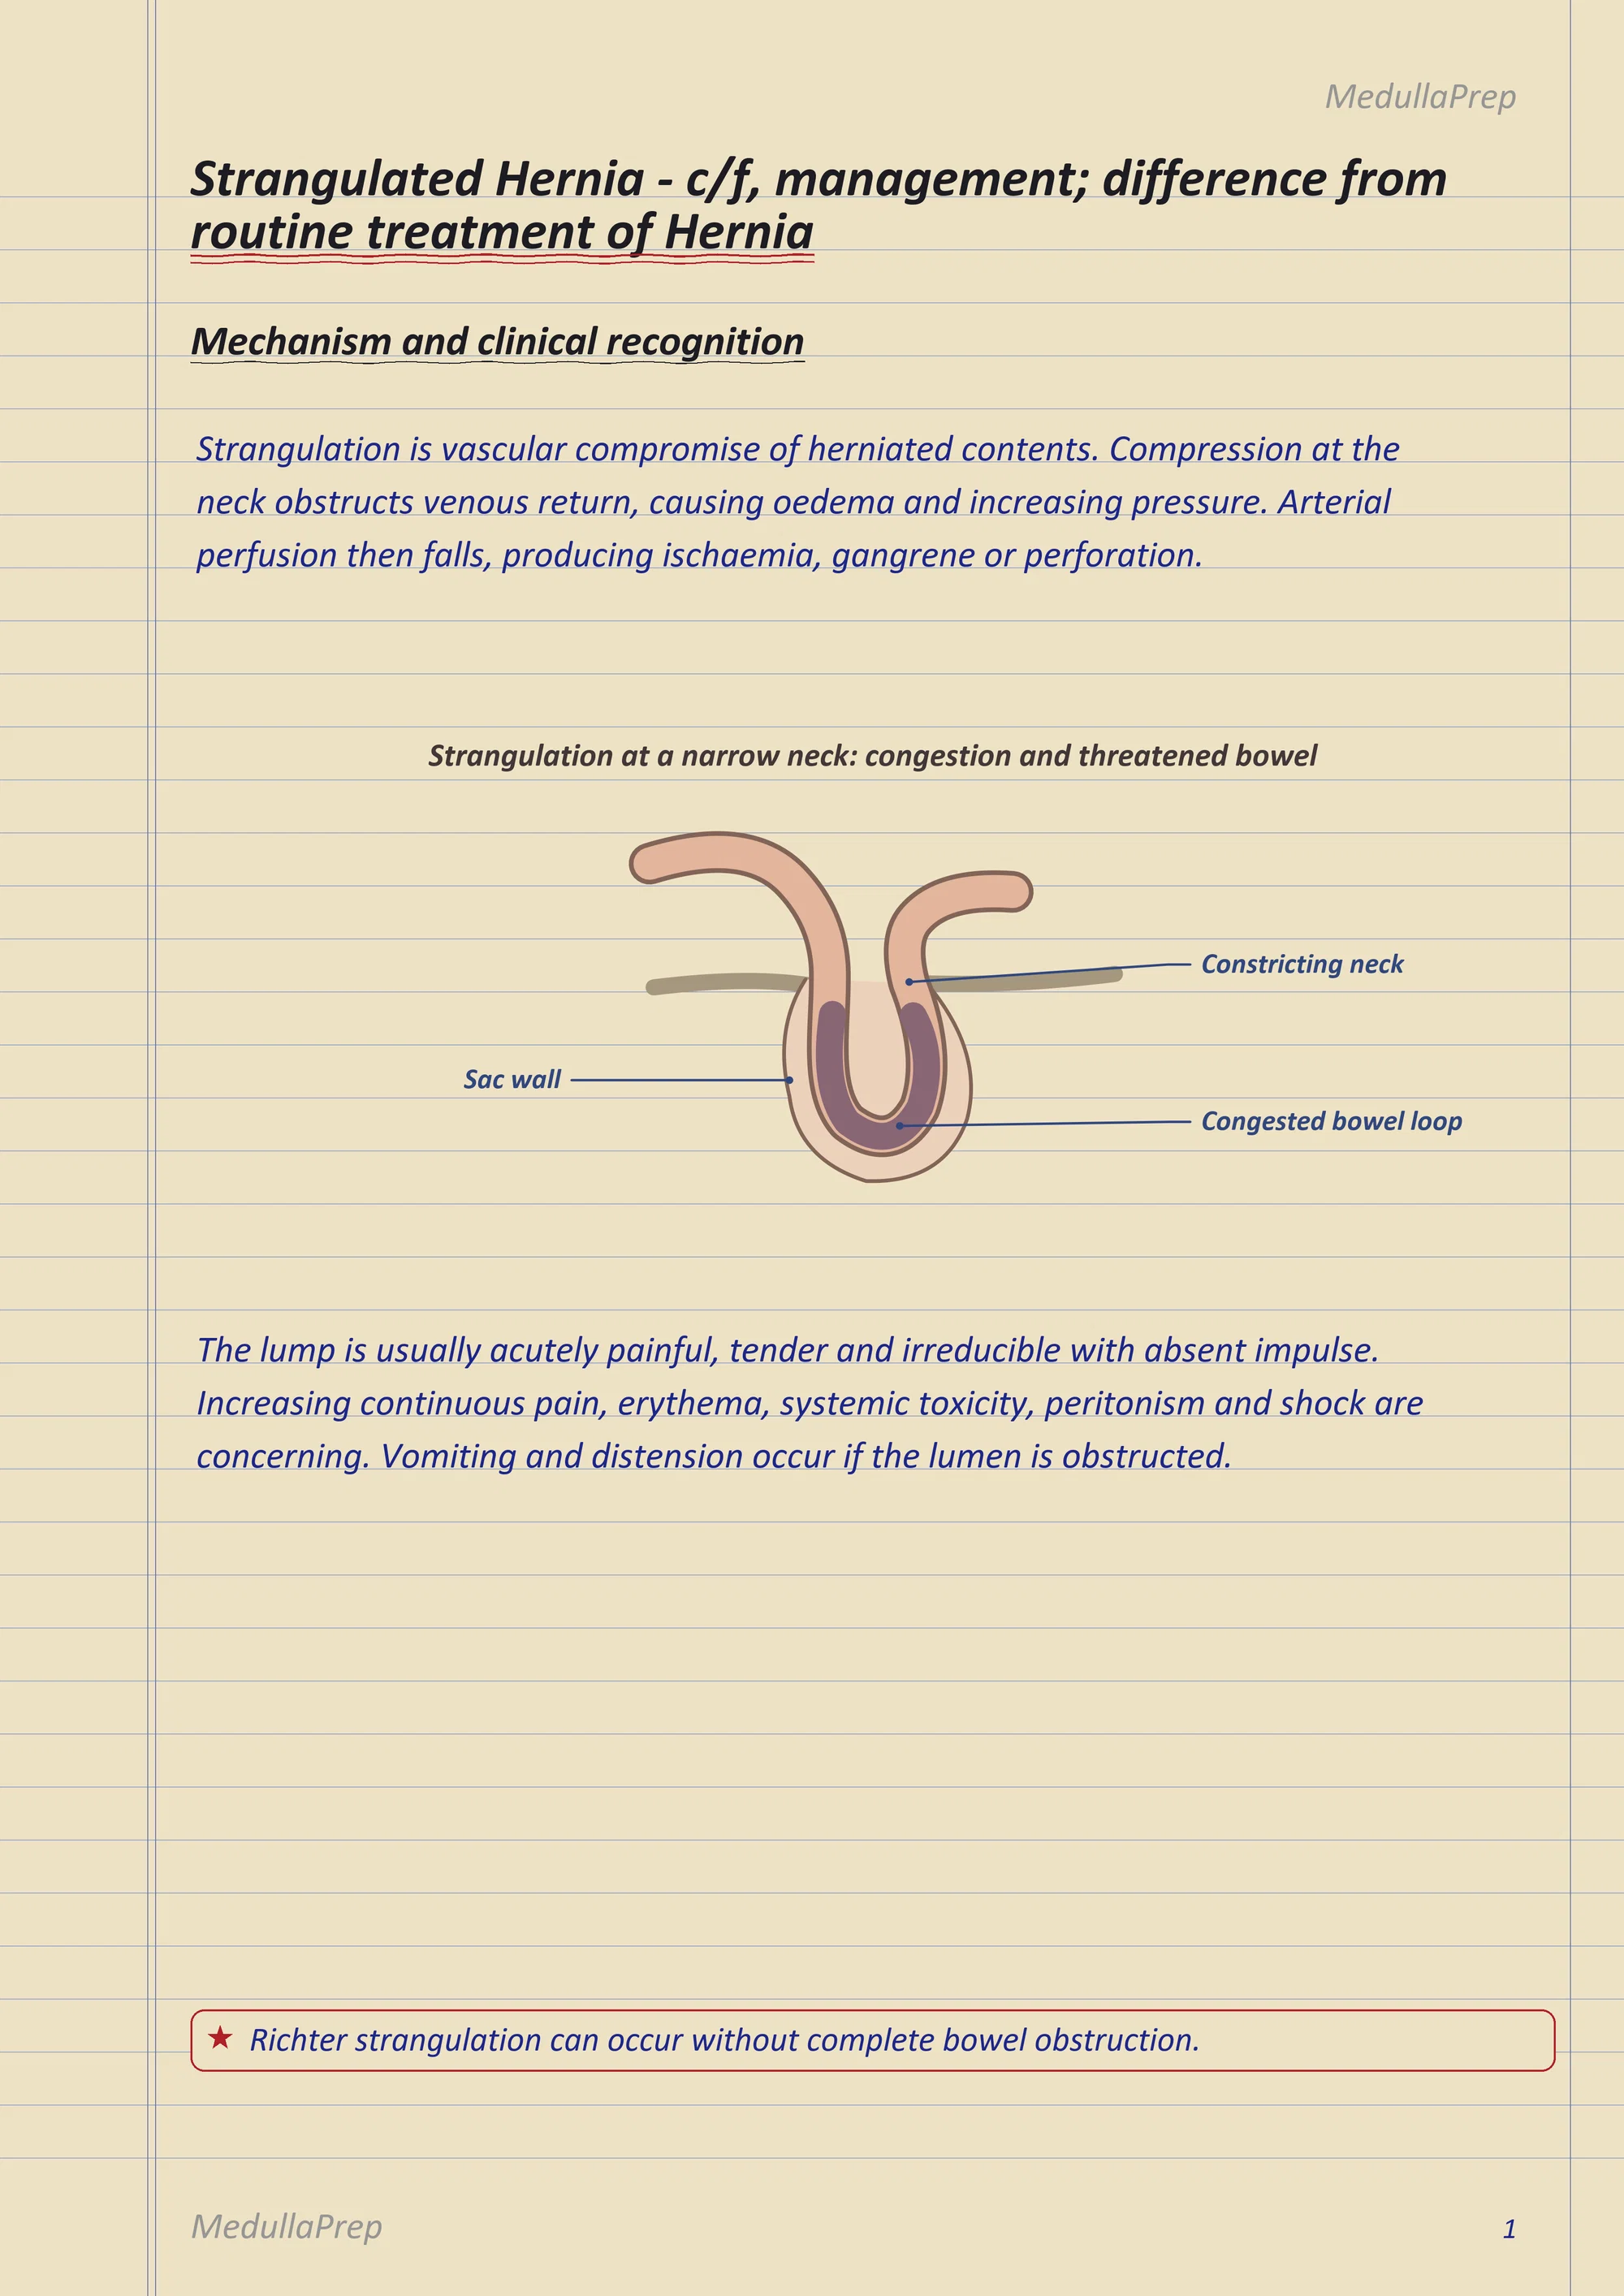 MedullaPrep
Strangulated Hernia - c/f, management; difference from
routine treatment of Hernia
Mechanism and clinical recognition
Strangulation is vascular compromise of herniated contents. Compression at the
neck obstructs venous return, causing oedema and increasing pressure. Arterial
perfusion then falls, producing ischaemia, gangrene or perforation.
Strangulation at a narrow neck: congestion and threatened bowel
Constricting neck
Sac wall
Congested bowel loop
The lump is usually acutely painful, tender and irreducible with absent impulse.
Increasing continuous pain, erythema, systemic toxicity, peritonism and shock are
concerning. Vomiting and distension occur if the lumen is obstructed.
★ Richter strangulation can occur without complete bowel obstruction.
MedullaPrep
1